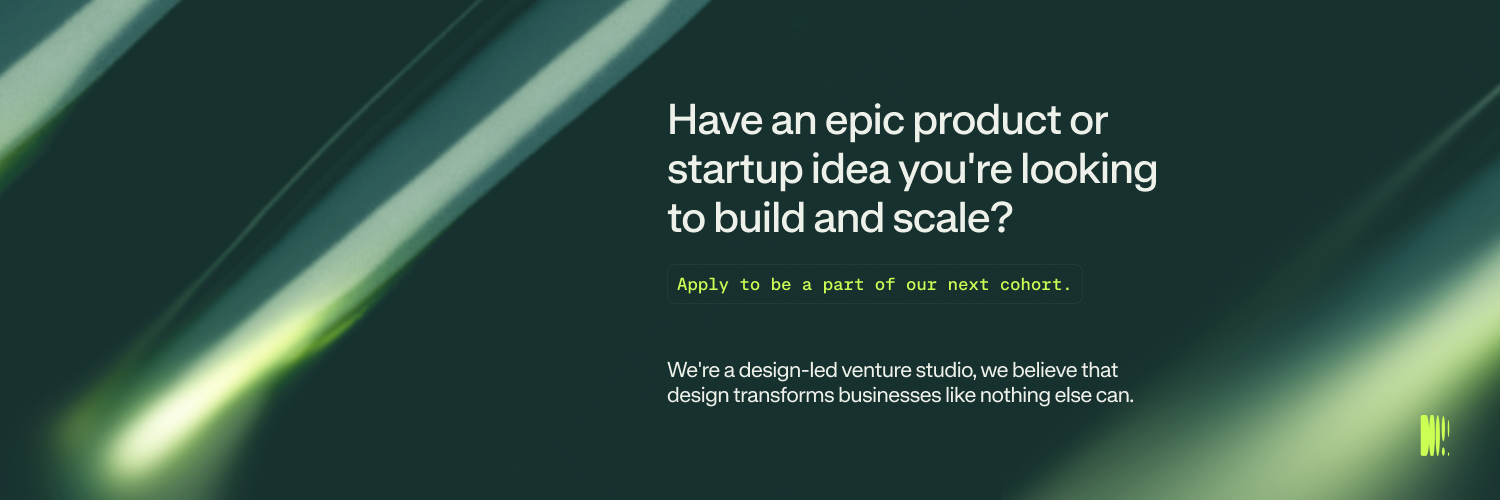 Have an epic product or
startup idea you're looking
to build and scale?
Apply to be a part of our next cohort.
We're a design-led venture studio, we believe that
design transforms businesses like nothing else can.